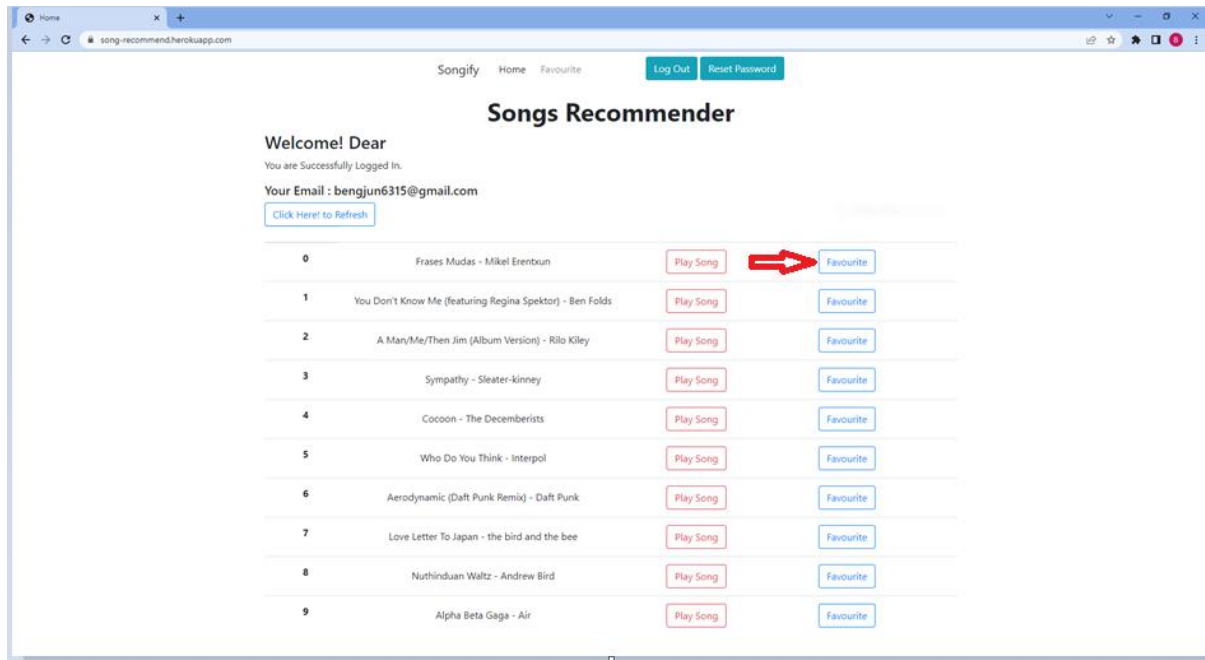 Home
song-recommend.herokuapp.com
B
Songify Home Favourite Log Out Reset Password
Songs Recommender
Welcome! Dear
You are Successfully Logged In.
Your Email : bengjun6315@gmail.com
Click Here! to Refresh
0 Frases Mudas - Mikel Erentxun Play Song Favourite
1 You Don't Know Me (featuring Regina Spektor) - Ben Folds Play Song Favourite
2 A Man/Me/Then Jim (Album Version) - Rilo Kiley Play Song Favourite
3 Sympathy - Sleater-kinney Play Song Favourite
4 Cocoon - The Decemberists Play Song Favourite
5 Who Do You Think - Interpol Play Song Favourite
6 Aerodynamic (Daft Punk Remix) - Daft Punk Play Song Favourite
7 Love Letter To Japan - the bird and the bee Play Song Favourite
8 Nuthinduan Waltz - Andrew Bird Play Song Favourite
9 Alpha Beta Gaga - Air Play Song Favourite